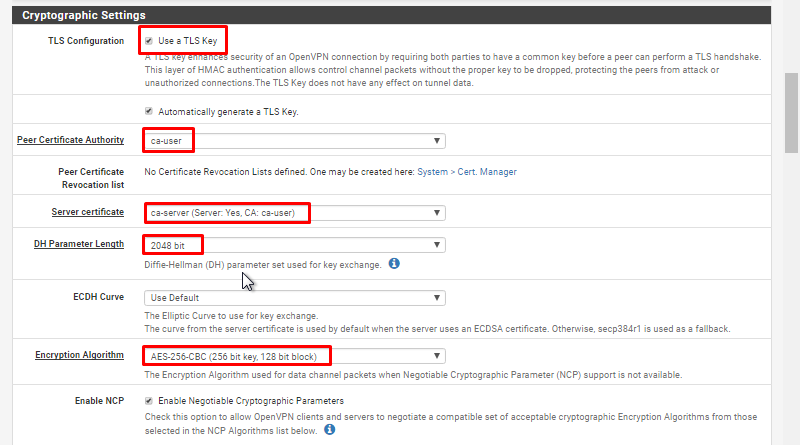 Cryptographic Settings
TLS Configuration
Use a TLS Key
A TLS key enhances security of an OpenVPN connection by requiring both parties to have a common key before a peer can perform a TLS handshake.
This layer of HMAC authentication allows control channel packets without the proper key to be dropped, protecting the peers from attack or
unauthorized connections.The TLS Key does not have any effect on tunnel data.
Automatically generate a TLS Key.
Peer Certificate Authority
ca-user
Peer Certificate
Revocation list
No Certificate Revocation Lists defined. One may be created here: System > Cert. Manager
Server certificate
ca-server (Server: Yes, CA: ca-user)
DH Parameter Length
2048 bit
Diffie-Hellman (DH) parameter set used for key exchange.
ECDH Curve
Use Default
The Elliptic Curve to use for key exchange.
The curve from the server certificate is used by default when the server uses an ECDSA certificate. Otherwise, secp384r1 is used as a fallback.
Encryption Algorithm
AES-256-CBC (256 bit key, 128 bit block)
The Encryption Algorithm used for data channel packets when Negotiable Cryptographic Parameter (NCP) support is not available.
Enable NCP
Enable Negotiable Cryptographic Parameters
Check this option to allow OpenVPN clients and servers to negotiate a compatible set of acceptable cryptographic Encryption Algorithms from those
selected in the NCP Algorithms list below.